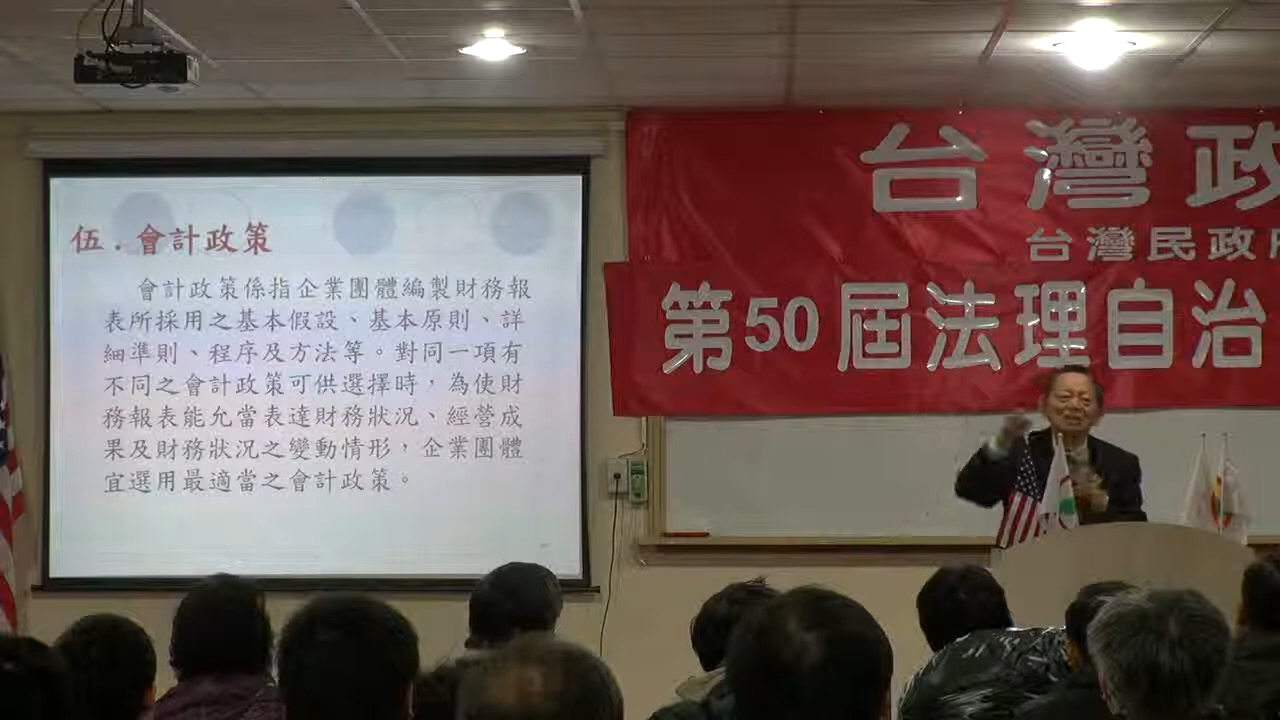 伍．會計政策
會計政策係指企業團體編製財務報
表所採用之基本假設、基本原則、詳
細準則、程序及方法等。對同一項有
不同之會計政策可供選擇時，為使財
務報表能允當表達財務狀況、經營成
果及財務狀況之變動情形，企業團體
宜選用最適當之會計政策。
台灣政
台灣民政府
第50屆法理自治